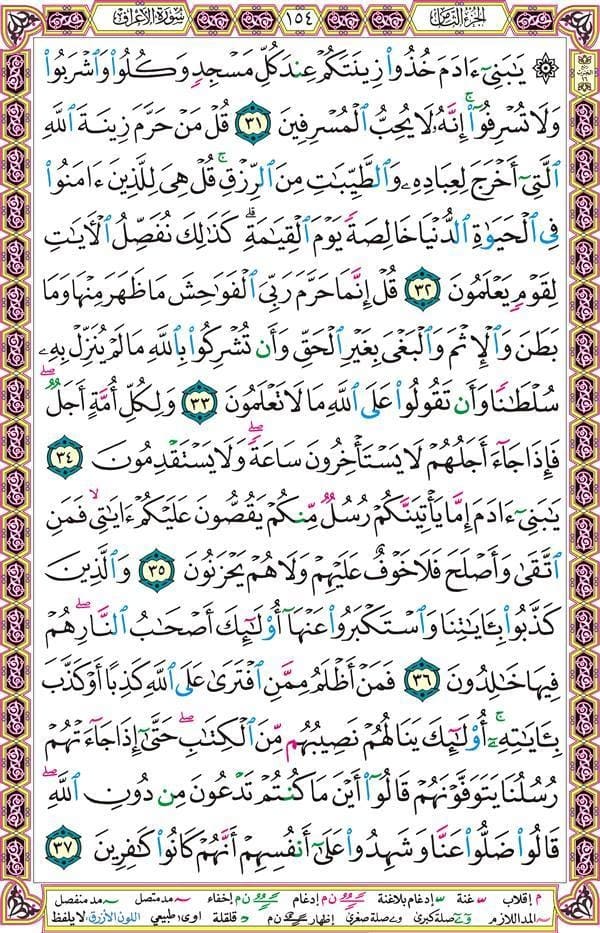 سورة الأعراف ١٥٤ الجزء الثامن
يَٰبَنِىٓ ءَادَمَ خُذُوا۟ زِينَتَكُمْ عِندَ كُلِّ مَسْجِدٍ وَكُلُوا۟ وَٱشْرَبُوا۟
وَلَا تُسْرِفُوٓا۟ ۚ إِنَّهُۥ لَا يُحِبُّ ٱلْمُسْرِفِينَ ٣١ قُلْ مَنْ حَرَّمَ زِينَةَ ٱللَّهِ
ٱلَّتِىٓ أَخْرَجَ لِعِبَادِهِۦ وَٱلطَّيِّبَٰتِ مِنَ ٱلرِّزْقِ ۚ قُلْ هِىَ لِلَّذِينَ ءَامَنُوا۟
فِى ٱلْحَيَوٰةِ ٱلدُّنْيَا خَالِصَةً يَوْمَ ٱلْقِيَٰمَةِ ۗ كَذَٰلِكَ نُفَصِّلُ ٱلْءَايَٰتِ
لِقَوْمٍ يَعْلَمُونَ ٣٢ قُلْ إِنَّمَا حَرَّمَ رَبِّىَ ٱلْفَوَٰحِشَ مَا ظَهَرَ مِنْهَا وَمَا
بَطَنَ وَٱلْإِثْمَ وَٱلْبَغْىَ بِغَيْرِ ٱلْحَقِّ وَأَن تُشْرِكُوا۟ بِٱللَّهِ مَا لَمْ يُنَزِّلْ بِهِۦ
سُلْطَٰنًا وَأَن تَقُولُوا۟ عَلَى ٱللَّهِ مَا لَا تَعْلَمُونَ ٣٣ وَلِكُلِّ أُمَّةٍ أَجَلٌ ۖ
فَإِذَا جَآءَ أَجَلُهُمْ لَا يَسْتَأْخِرُونَ سَاعَةً ۖ وَلَا يَسْتَقْدِمُونَ ٣٤
يَٰبَنِىٓ ءَادَمَ إِمَّا يَأْتِيَنَّكُمْ رُسُلٌ مِّنكُمْ يَقُصُّونَ عَلَيْكُمْ ءَايَٰتِى ۙ فَمَنِ
ٱتَّقَىٰ وَأَصْلَحَ فَلَا خَوْفٌ عَلَيْهِمْ وَلَا هُمْ يَحْزَنُونَ ٣٥ وَٱلَّذِينَ
كَذَّبُوا۟ بِـَٔايَٰتِنَا وَٱسْتَكْبَرُوا۟ عَنْهَآ أُو۟لَٰٓئِكَ أَصْحَٰبُ ٱلنَّارِ ۖ هُمْ
فِيهَا خَٰلِدُونَ ٣٦ فَمَنْ أَظْلَمُ مِمَّنِ ٱفْتَرَىٰ عَلَى ٱللَّهِ كَذِبًا أَوْ كَذَّبَ
بِـَٔايَٰتِهِۦٓ ۚ أُو۟لَٰٓئِكَ يَنَالُهُمْ نَصِيبُهُم مِّنَ ٱلْكِتَٰبِ ۖ حَتَّىٰٓ إِذَا جَآءَتْهُمْ
رُسُلُنَا يَتَوَفَّوْنَهُمْ قَالُوٓا۟ أَيْنَ مَا كُنتُمْ تَدْعُونَ مِن دُونِ ٱللَّهِ ۖ
قَالُوا۟ ضَلُّوا۟ عَنَّا وَشَهِدُوا۟ عَلَىٰٓ أَنفُسِهِمْ أَنَّهُمْ كَانُوا۟ كَٰفِرِينَ ٣٧
م إقلاب غنة إدغام بلاغنة ن م إدغام ن م إخفاء مد متصل مد منفصل
المد اللازم صلة كبرى صلة صغرى إظهار ن م قلقلة اوى طبيعي اللون الأزرق لا يلفظ